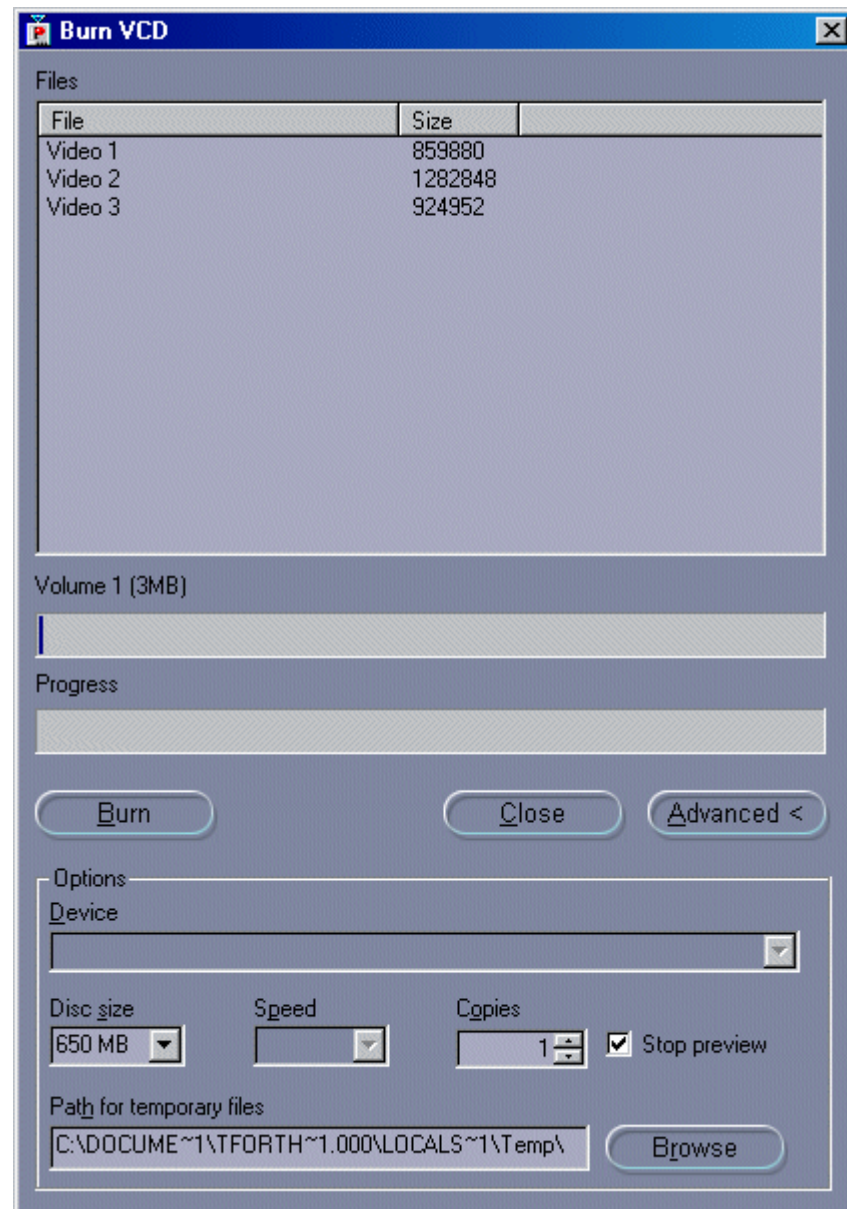 Burn VCD
Files
File Size
Video 1 859880
Video 2 1282848
Video 3 924952
Volume 1 (3MB)
Progress
Burn Close Advanced <
Options
Device
Disc size Speed Copies
650 MB 1 Stop preview
Path for temporary files
C:\DOCUME~1\TFORTH~1.000\LOCALS~1\Temp\ Browse